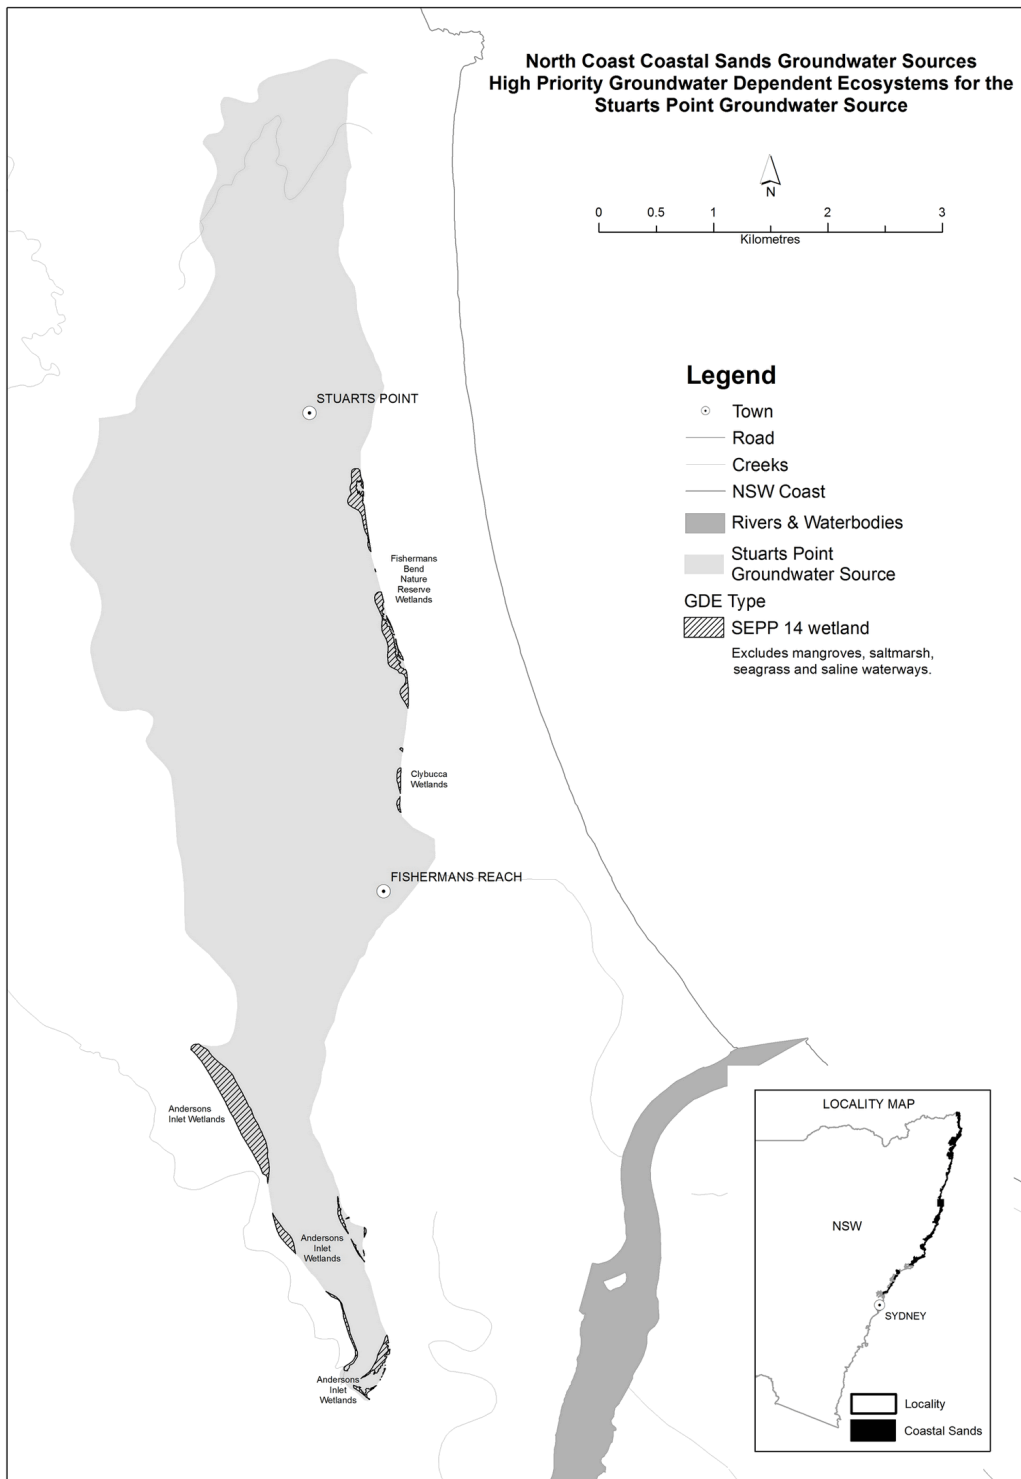 North Coast Coastal Sands Groundwater Sources
High Priority Groundwater Dependent Ecosystems for the
Stuarts Point Groundwater Source
N
0 0.5 1 2 3
Kilometres
Legend
Town
Road
Creeks
NSW Coast
Rivers & Waterbodies
Stuarts Point
Groundwater Source
GDE Type
SEPP 14 wetland
Excludes mangroves, saltmarsh,
seagrass and saline waterways.
STUARTS POINT
Fishermans
Bend
Nature
Reserve
Wetlands
Clybucca
Wetlands
FISHERMANS REACH
Andersons
Inlet Wetlands
Andersons
Inlet
Wetlands
Andersons
Inlet
Wetlands
LOCALITY MAP
NSW
SYDNEY
Locality
Coastal Sands